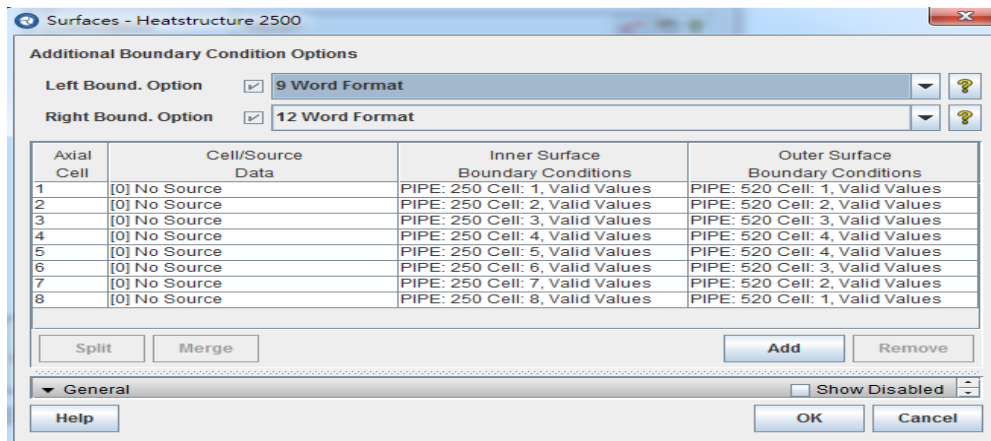 Surfaces - Heatstructure 2500
Additional Boundary Condition Options
Left Bound. Option 9 Word Format ?
Right Bound. Option 12 Word Format ?
Axial Cell Cell/Source Data Inner Surface Boundary Conditions Outer Surface Boundary Conditions
1 [0] No Source PIPE: 250 Cell: 1, Valid Values PIPE: 520 Cell: 1, Valid Values
2 [0] No Source PIPE: 250 Cell: 2, Valid Values PIPE: 520 Cell: 2, Valid Values
3 [0] No Source PIPE: 250 Cell: 3, Valid Values PIPE: 520 Cell: 3, Valid Values
4 [0] No Source PIPE: 250 Cell: 4, Valid Values PIPE: 520 Cell: 4, Valid Values
5 [0] No Source PIPE: 250 Cell: 5, Valid Values PIPE: 520 Cell: 4, Valid Values
6 [0] No Source PIPE: 250 Cell: 6, Valid Values PIPE: 520 Cell: 3, Valid Values
7 [0] No Source PIPE: 250 Cell: 7, Valid Values PIPE: 520 Cell: 2, Valid Values
8 [0] No Source PIPE: 250 Cell: 8, Valid Values PIPE: 520 Cell: 1, Valid Values
Split Merge Add Remove
General Show Disabled
Help OK Cancel